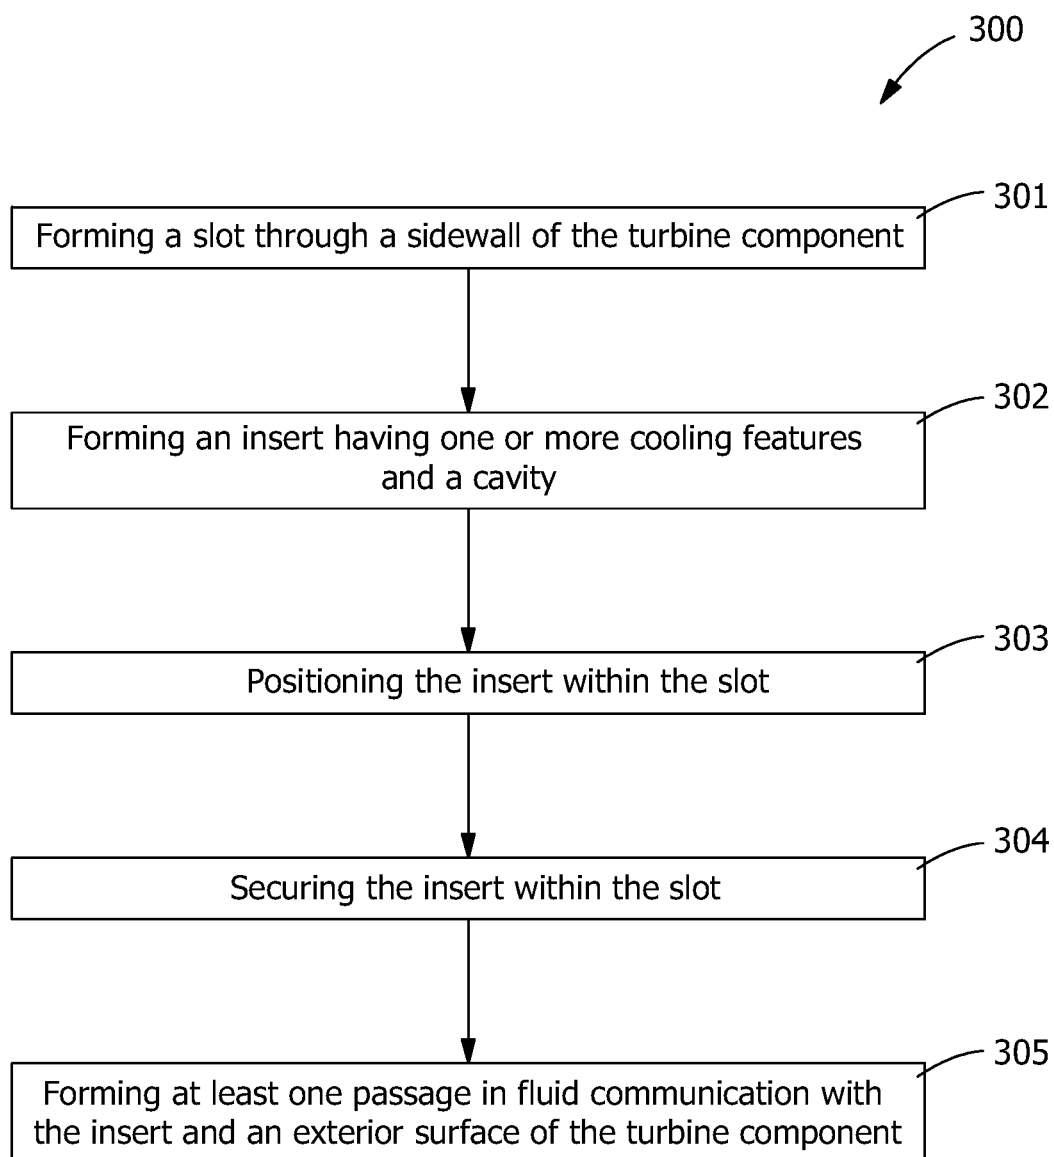 300
301
Forming a slot through a sidewall of the turbine component
302
Forming an insert having one or more cooling features
and a cavity
303
Positioning the insert within the slot
304
Securing the insert within the slot
305
Forming at least one passage in fluid communication with
the insert and an exterior surface of the turbine component